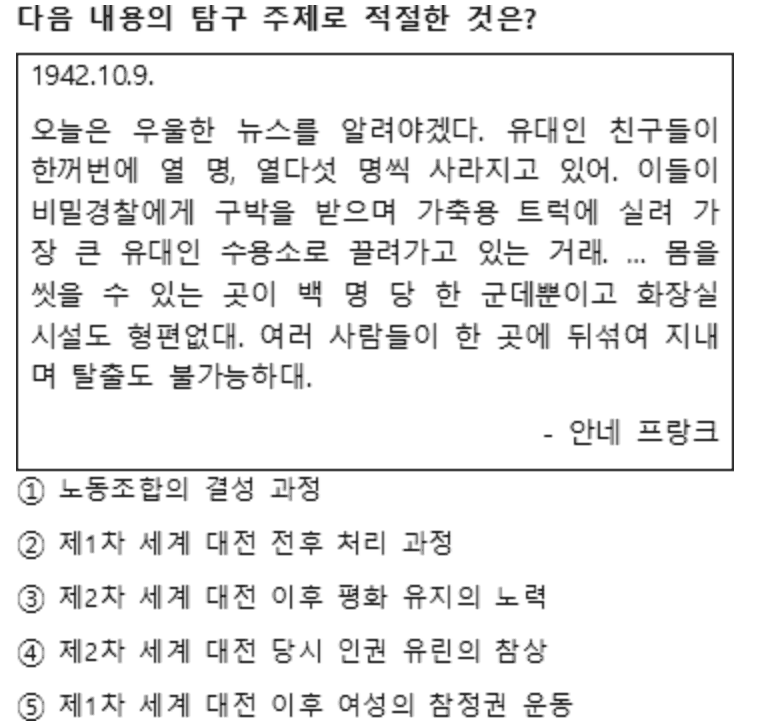 다음 내용의 탐구 주제로 적절한 것은?
1942.10.9.
오늘은 우울한 뉴스를 알려야겠다. 유대인 친구들이
한꺼번에 열 명, 열다섯 명씩 사라지고 있어. 이들이
비밀경찰에게 구박을 받으며 가축용 트럭에 실려 가
장 큰 유대인 수용소로 끌려가고 있는 거래. ... 몸을
씻을 수 있는 곳이 백 명 당 한 군데뿐이고 화장실
시설도 형편없대. 여러 사람들이 한 곳에 뒤섞여 지내
며 탈출도 불가능하대.
- 안네 프랑크
① 노동조합의 결성 과정
② 제1차 세계 대전 전후 처리 과정
③ 제2차 세계 대전 이후 평화 유지의 노력
④ 제2차 세계 대전 당시 인권 유린의 참상
⑤ 제1차 세계 대전 이후 여성의 참정권 운동